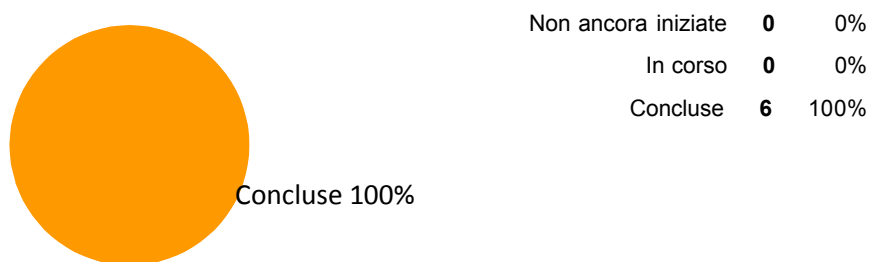 Non ancora iniziate 0 0%
In corso 0 0%
Concluse 6 100%
Concluse 100%